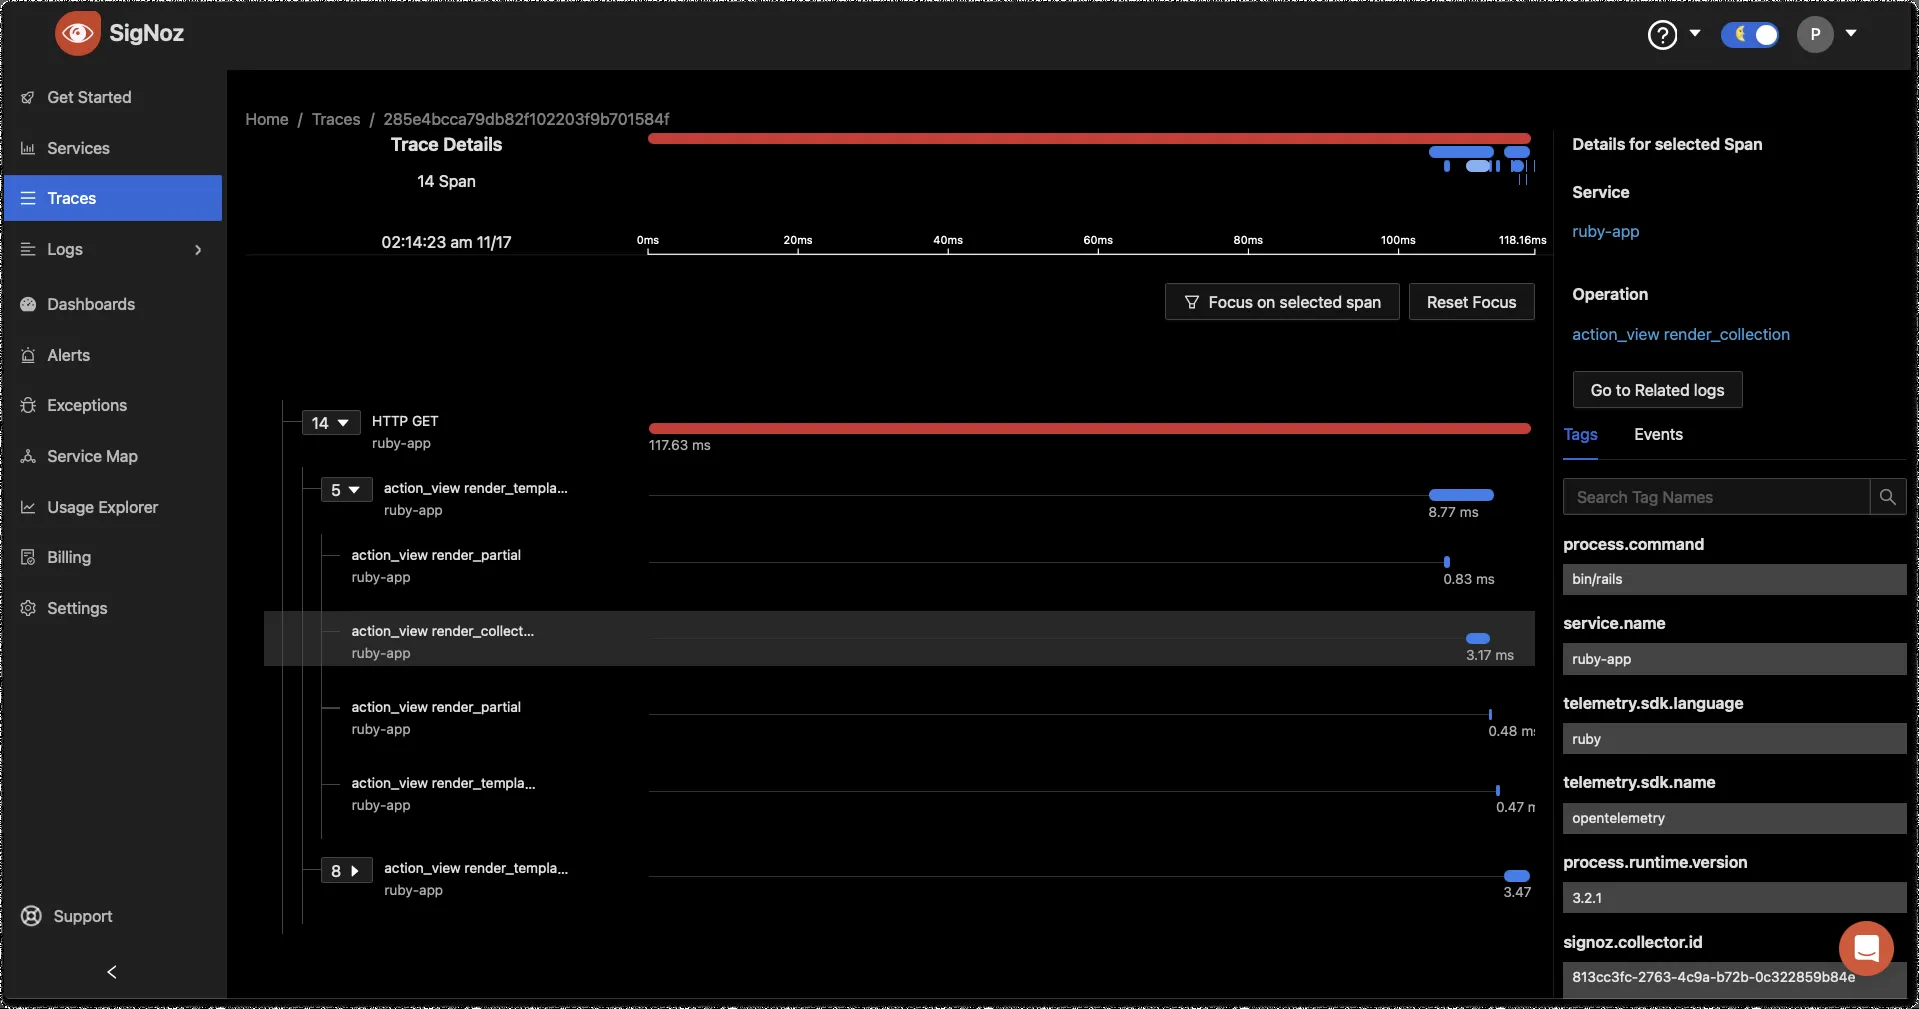 SigNoz
P
Get Started
Services
Traces
Logs
Dashboards
Alerts
Exceptions
Service Map
Usage Explorer
Billing
Settings
Support
Home / Traces / 285e4bcca79db82f102203f9b701584f
Trace Details
14 Span
02:14:23 am 11/17
0ms 20ms 40ms 60ms 80ms 100ms 118.16ms
Focus on selected span
Reset Focus
14 HTTP GET
ruby-app
117.63 ms
5 action_view render_templa...
ruby-app
8.77 ms
action_view render_partial
ruby-app
0.83 ms
action_view render_collect...
ruby-app
3.17 ms
action_view render_partial
ruby-app
0.48 ms
action_view render_templa...
ruby-app
0.47 m
8 action_view render_templa...
ruby-app
3.47
Details for selected Span
Service
ruby-app
Operation
action_view render_collection
Go to Related logs
Tags Events
Search Tag Names
process.command
bin/rails
service.name
ruby-app
telemetry.sdk.language
ruby
telemetry.sdk.name
opentelemetry
process.runtime.version
3.2.1
signoz.collector.id
813cc3fc-2763-4c9a-b72b-0c322859b84e